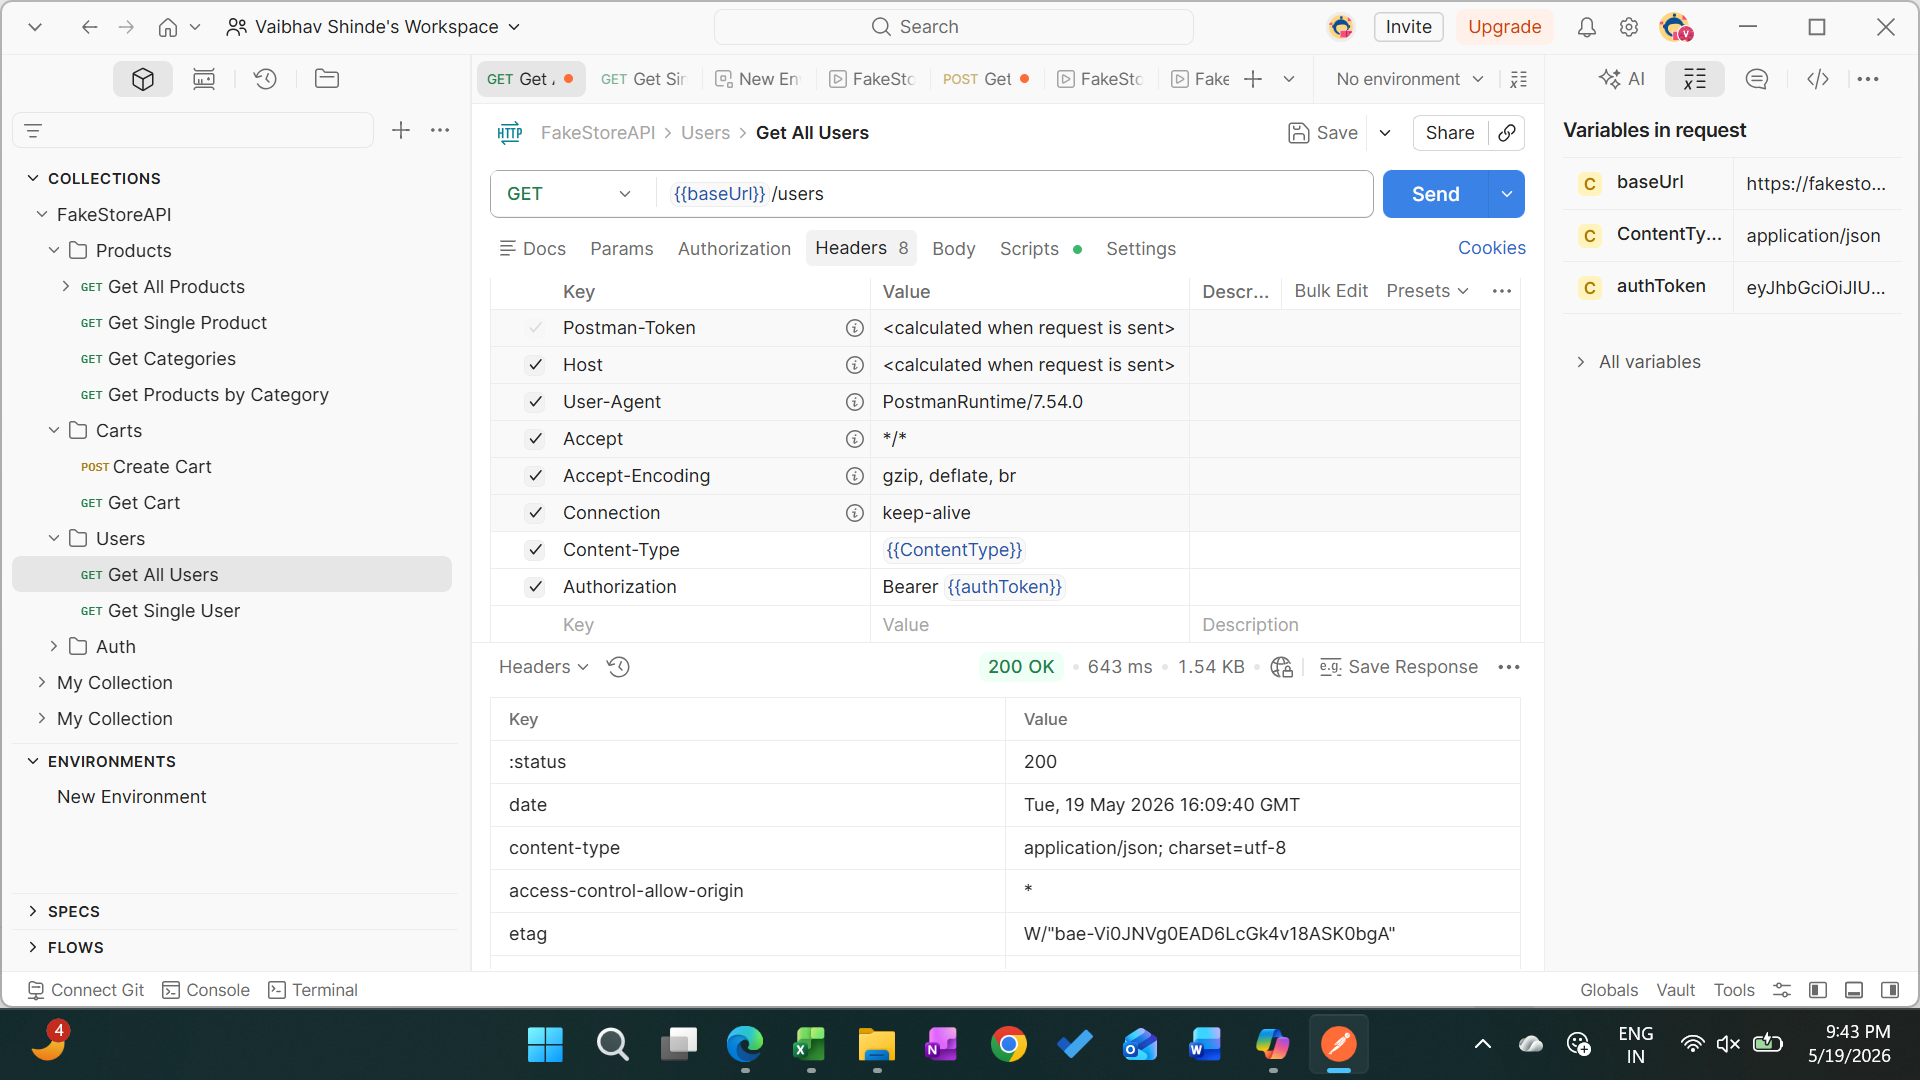 Vaibhav Shinde's Workspace
Search
Invite
Upgrade
GET Get
GET Get Sin
New En
FakeSto
POST Get
FakeSto
Fake
No environment
AI
FakeStoreAPI > Users > Get All Users
Save
Share
Variables in request
GET
{{baseUrl}} /users
Send
C baseUrl https://fakesto...
C ContentTy... application/json
C authToken eyJhbGciOiJIU...
All variables
Docs Params Authorization Headers 8 Body Scripts Settings Cookies
Key Value Descr... Bulk Edit Presets
Postman-Token <calculated when request is sent>
Host <calculated when request is sent>
User-Agent PostmanRuntime/7.54.0
Accept */*
Accept-Encoding gzip, deflate, br
Connection keep-alive
Content-Type {{ContentType}}
Authorization Bearer {{authToken}}
Key Value Description
Headers 200 OK 643 ms 1.54 KB e.g. Save Response
Key Value
:status 200
date Tue, 19 May 2026 16:09:40 GMT
content-type application/json; charset=utf-8
access-control-allow-origin *
etag W/"bae-Vi0JNVg0EAD6LcGk4v18ASK0bgA"
COLLECTIONS
FakeStoreAPI
Products
GET Get All Products
GET Get Single Product
GET Get Categories
GET Get Products by Category
Carts
POST Create Cart
GET Get Cart
Users
GET Get All Users
GET Get Single User
Auth
My Collection
My Collection
ENVIRONMENTS
New Environment
SPECS
FLOWS
Connect Git Console Terminal
Globals Vault Tools
4
ENG
IN
9:43 PM
5/19/2026